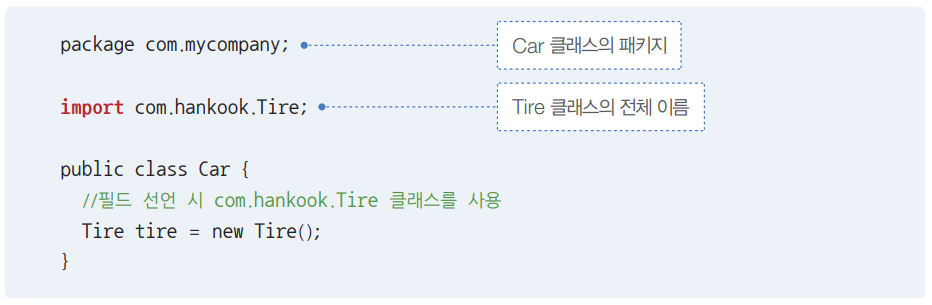 package com.mycompany;
Car 클래스의 패키지
import com.hankook.Tire;
Tire 클래스의 전체 이름
public class Car {
//필드 선언 시 com.hankook.Tire 클래스를 사용
Tire tire = new Tire();
}